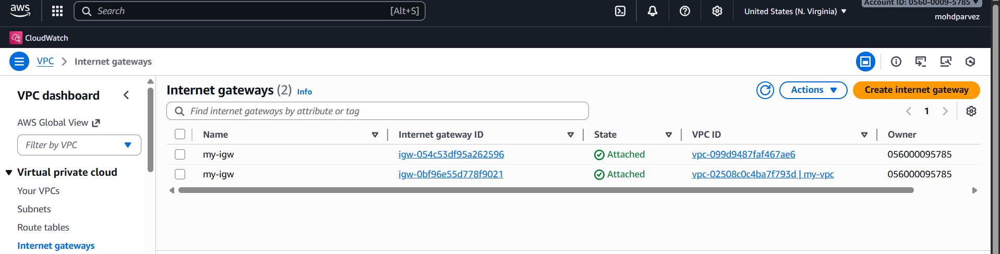 aws
Search [Alt+S]
United States (N. Virginia)
Account ID: 0560-0009-5785
mohdparvez
CloudWatch
VPC > Internet gateways
VPC dashboard
AWS Global View
Filter by VPC
Virtual private cloud
Your VPCs
Subnets
Route tables
Internet gateways
Internet gateways (2) Info
Actions
Create internet gateway
Find internet gateways by attribute or tag
1
Name Internet gateway ID State VPC ID Owner
my-igw igw-054c53df95a262596 Attached vpc-099d9487faf467ae6 056000095785
my-igw igw-0bf96e55d778f9021 Attached vpc-02508c0c4ba7f793d | my-vpc 056000095785